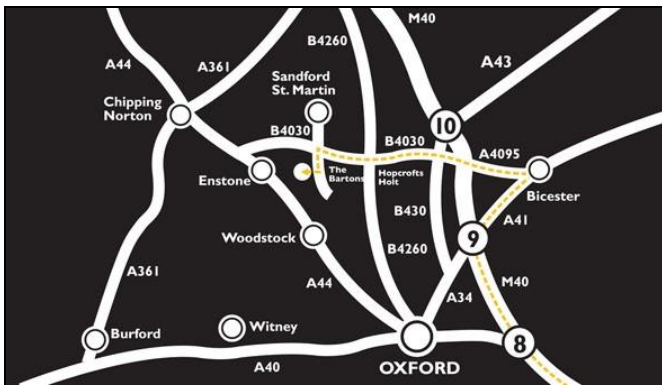 M40
B4260
A44
A361
A43
Sandford
St. Martin
Chipping
Norton
10
B4030
B4030
A4095
The
Bartons
Hopcrofts
Holt
Enstone
Bicester
B430
A41
Woodstock
9
B4260
A361
A44
M40
A34
Burford
Witney
8
OXFORD
A40